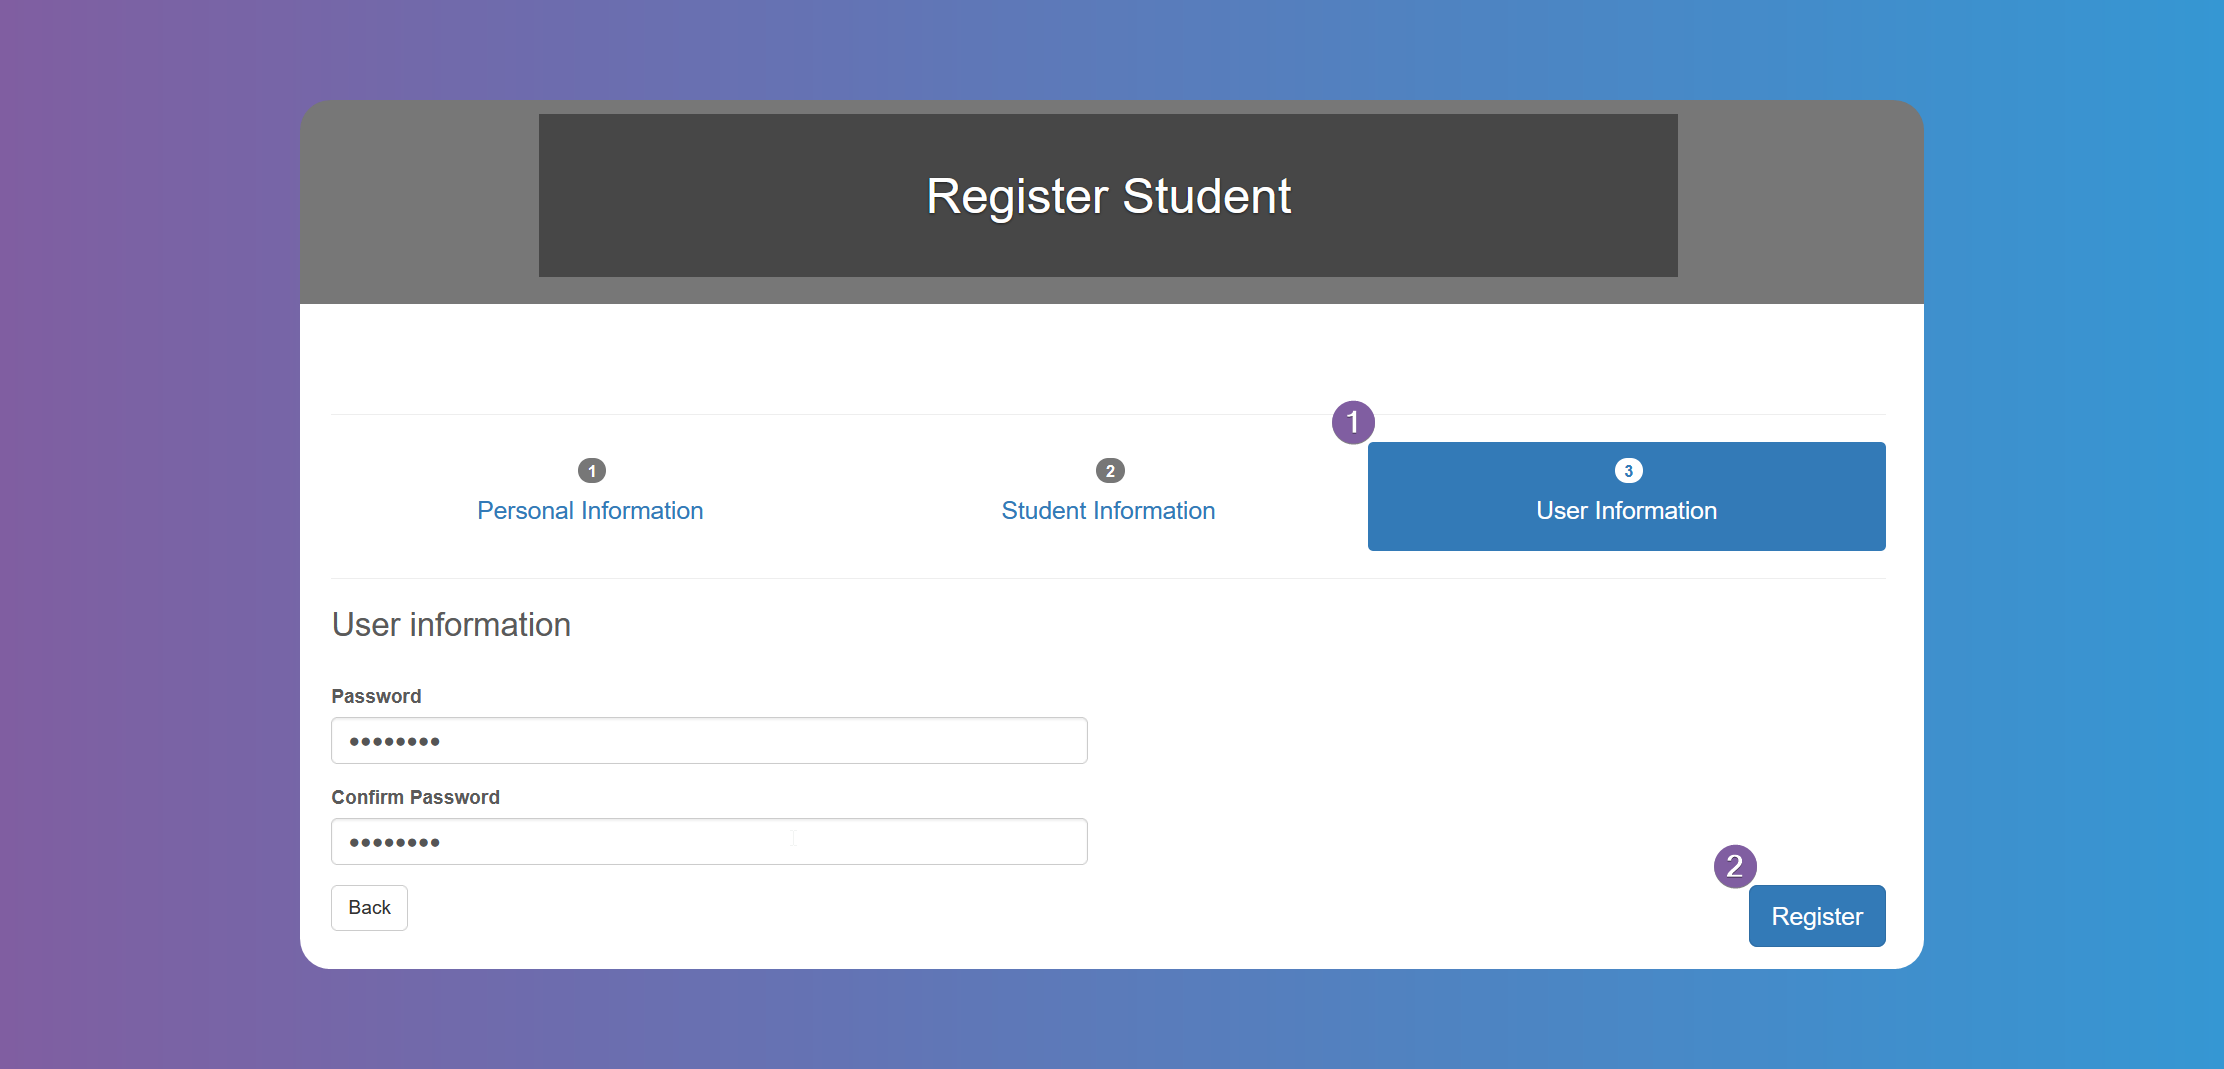 Register Student
1
1 2 3
Personal Information Student Information User Information
User information
Password
••••••••
Confirm Password
••••••••
2
Back Register